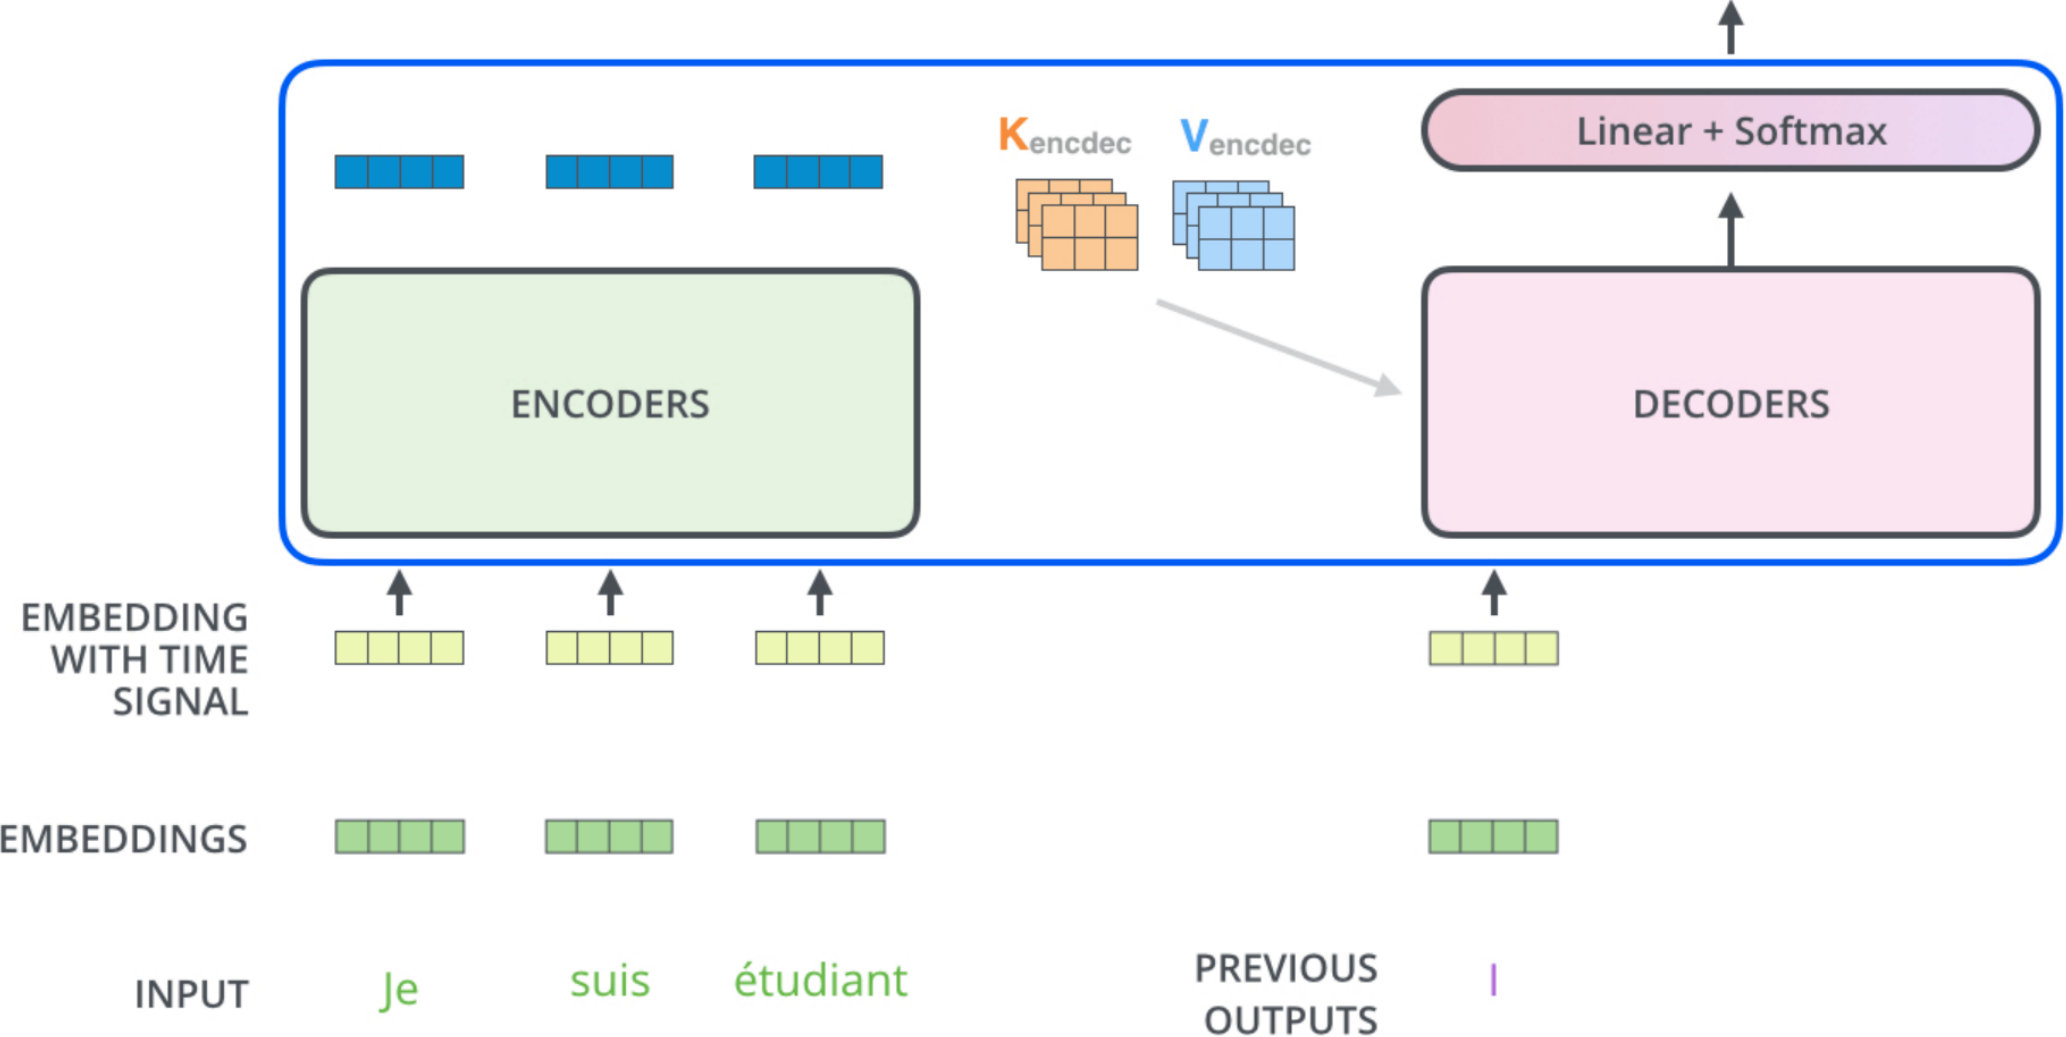 Kencdec Vencdec
Linear + Softmax
ENCODERS
DECODERS
EMBEDDING
WITH TIME
SIGNAL
EMBEDDINGS
INPUT Je suis étudiant
PREVIOUS
OUTPUTS
I